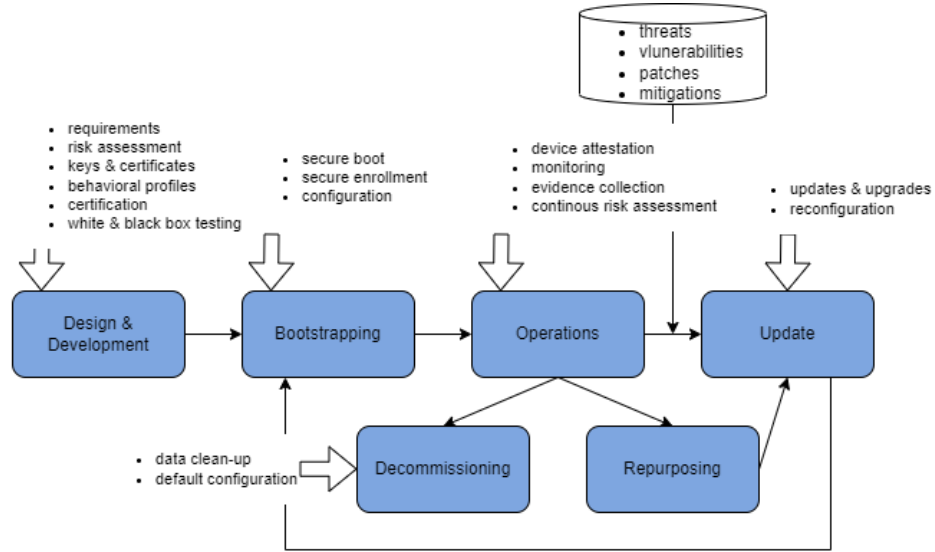 • threats
• vlunerabilities
• patches
• mitigations
• requirements
• risk assessment
• keys & certificates
• behavioral profiles
• certification
• white & black box testing
• secure boot
• secure enrollment
• configuration
• device attestation
• monitoring
• evidence collection
• continous risk assessment
• updates & upgrades
• reconfiguration
Design &
Development
Bootstrapping
Operations
Update
• data clean-up
• default configuration
Decommissioning
Repurposing